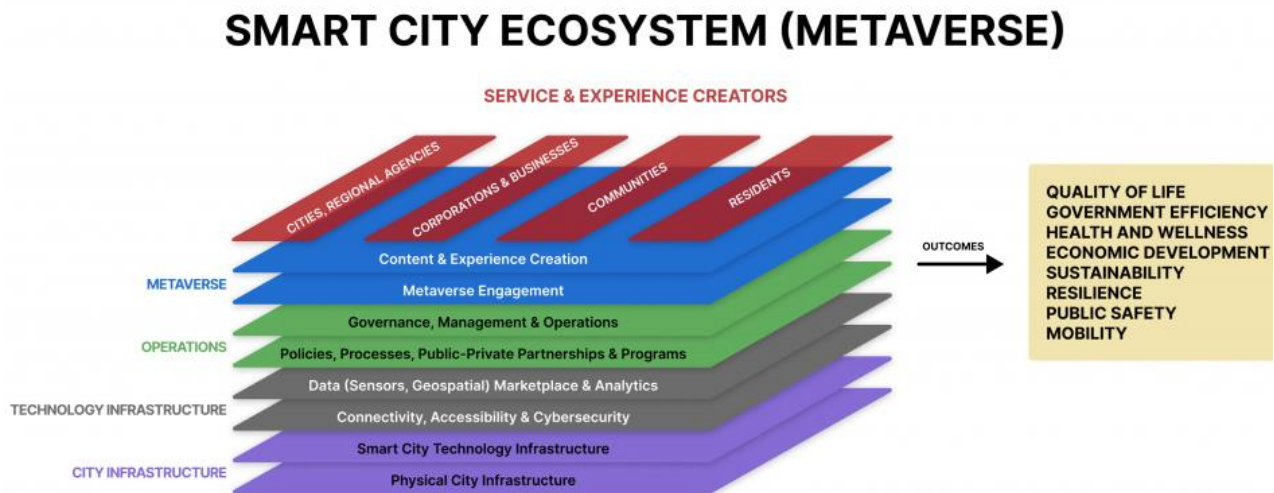 SMART CITY ECOSYSTEM (METAVERSE)
SERVICE & EXPERIENCE CREATORS
CITIES, REGIONAL AGENCIES
CORPORATIONS & BUSINESSES
COMMUNITIES
RESIDENTS
Content & Experience Creation
METAVERSE
Metaverse Engagement
Governance, Management & Operations
OPERATIONS
Policies, Processes, Public-Private Partnerships & Programs
Data (Sensors, Geospatial) Marketplace & Analytics
TECHNOLOGY INFRASTRUCTURE
Connectivity, Accessibility & Cybersecurity
Smart City Technology Infrastructure
CITY INFRASTRUCTURE
Physical City Infrastructure
OUTCOMES
QUALITY OF LIFE
GOVERNMENT EFFICIENCY
HEALTH AND WELLNESS
ECONOMIC DEVELOPMENT
SUSTAINABILITY
RESILIENCE
PUBLIC SAFETY
MOBILITY